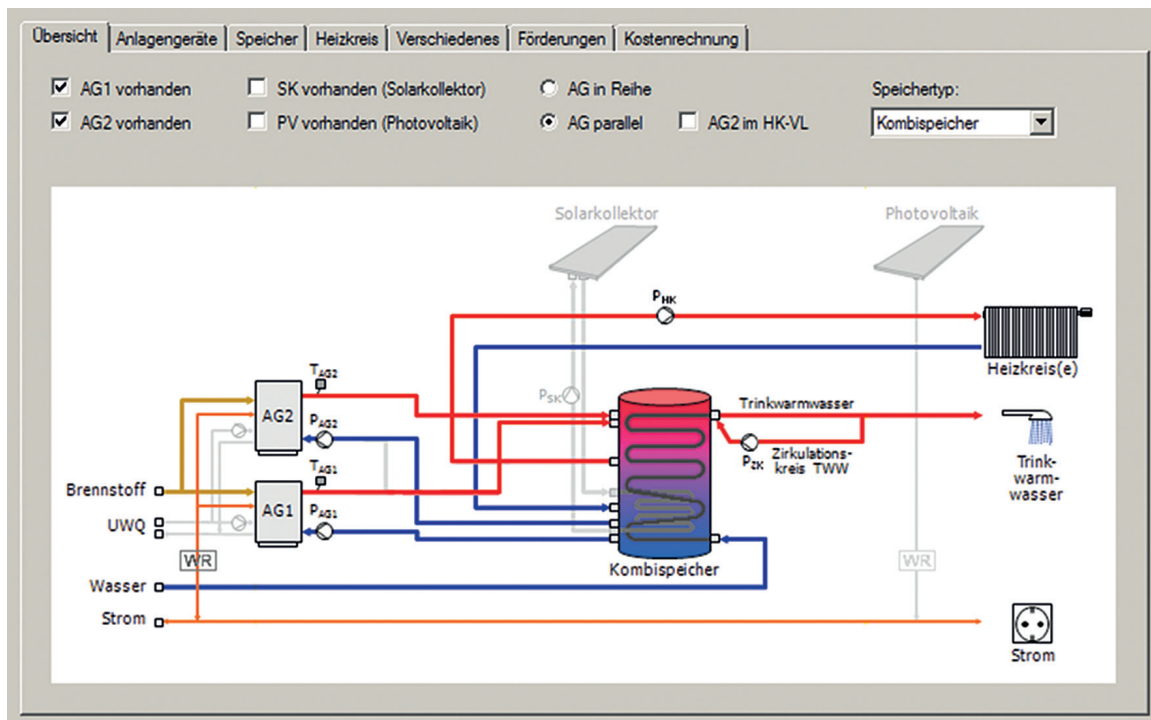 Übersicht Anlagengeräte Speicher Heizkreis Verschiedenes Förderungen Kostenrechnung
AG1 vorhanden SK vorhanden (Solarkollektor) AG in Reihe Speichertyp:
AG2 vorhanden PV vorhanden (Photovoltaik) AG parallel AG2 im HK-VL Kombispeicher
Solarkollektor Photovoltaik
PHK
Heizkreis(e)
TAG2
PSK
AG2
PAG2
Trinkwarmwasser
PZK
Zirkulations-
kreis TWW
Trink-
warm-
wasser
TAG1
Brennstoff
AG1
PAG1
UWQ
WR
WR
Kombispeicher
Wasser
Strom
Strom